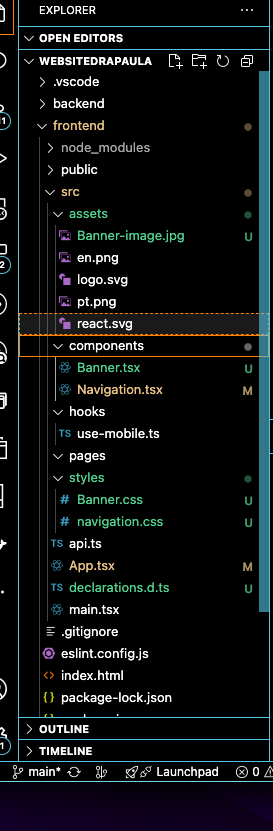 EXPLORER ...
OPEN EDITORS
WEBSITEDRAPAULA
.vscode
backend
frontend
node_modules
public
src
assets
Banner-image.jpg U
en.png
logo.svg
pt.png
react.svg
components
Banner.tsx U
Navigation.tsx M
hooks
TS use-mobile.ts
pages
styles
# Banner.css U
# navigation.css U
TS api.ts
App.tsx M
TS declarations.d.ts U
main.tsx
.gitignore
eslint.config.js
<> index.html
{} package-lock.json
OUTLINE
TIMELINE
main* Launchpad 0
11
2
1